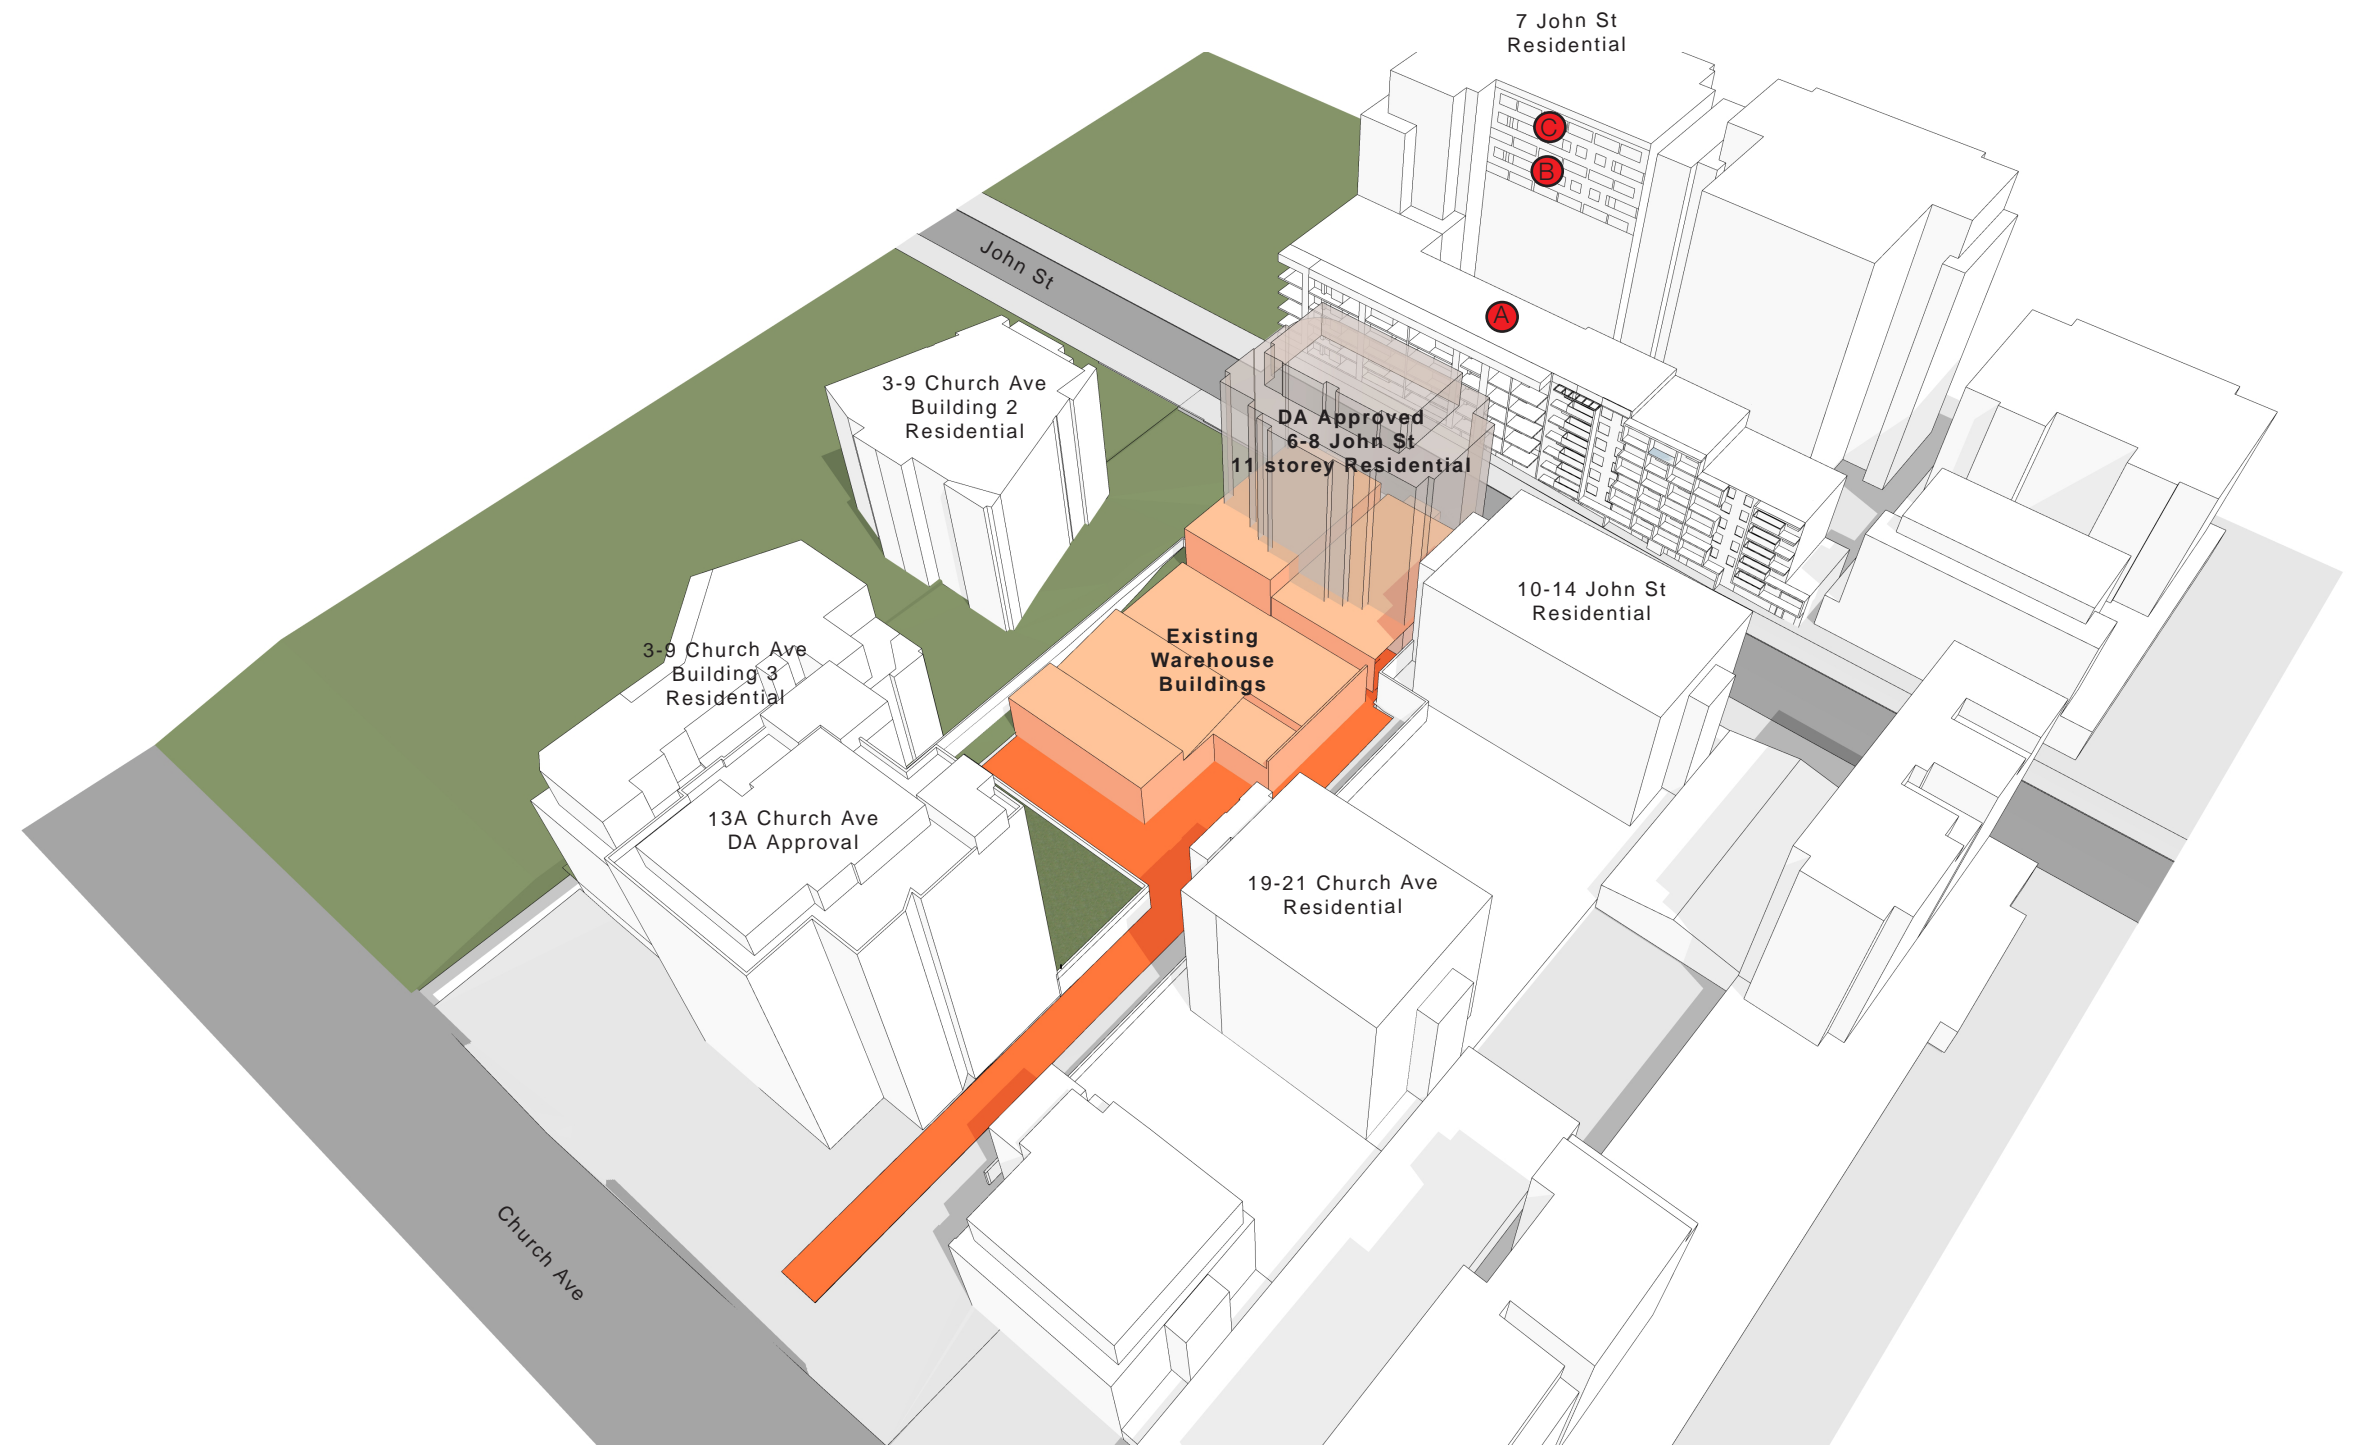 7 John St
Residential
C
B
John St
A
3-9 Church Ave
Building 2
Residential
DA Approved
6-8 John St
11 storey Residential
10-14 John St
Residential
Existing
Warehouse
Buildings
3-9 Church Ave
Building 3
Residential
13A Church Ave
DA Approval
19-21 Church Ave
Residential
Church Ave